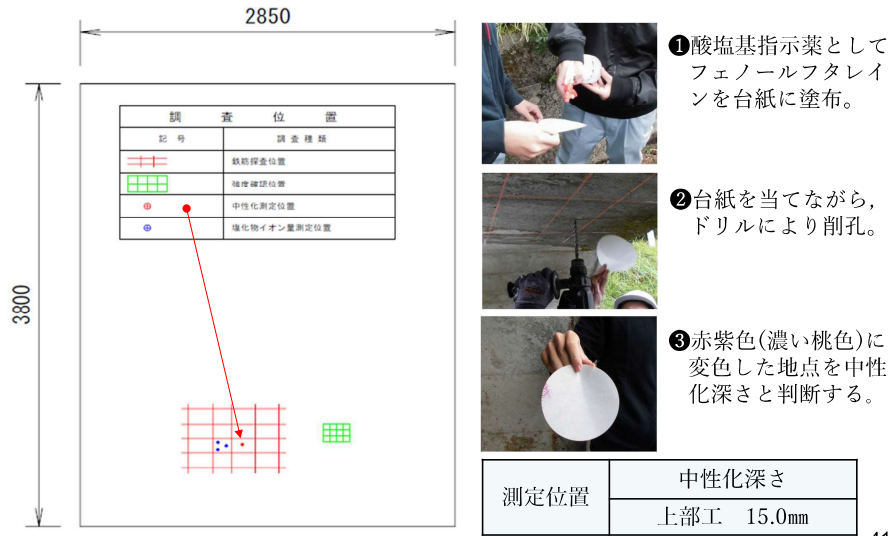 2850
3800
調査位置
記号
調査種類
鉄筋探査位置
強度確認位置
中性化測定位置
塩化物イオン量測定位置
❶酸塩基指示薬として
フェノールフタレイ
ンを台紙に塗布。
❷台紙を当てながら,
ドリルにより削孔。
❸赤紫色(濃い桃色)に
変色した地点を中性
化深さと判断する。
測定位置
中性化深さ
上部工 15.0mm